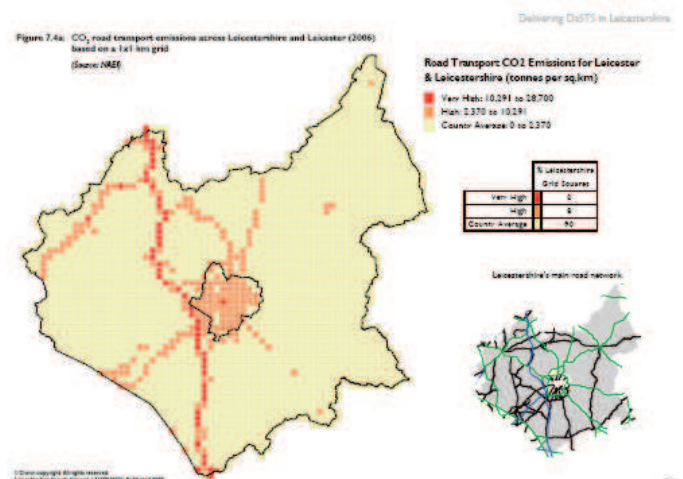 Delivering DaSTS in Leicestershire
Figure 7.4a: CO2 road transport emissions across Leicestershire and Leicester (2006)
based on a 1x1 km grid
(Source: NAEI)
Road Transport CO2 Emissions for Leicester
& Leicestershire (tonnes per sq.km)
Very High: 10,291 to 28,700
High: 2,370 to 10,291
County Average: 0 to 2,370
% Leicestershire
Grid Squares
Very High 2
High 8
County Average 90
Leicestershire's main road network
© Crown copyright All rights reserved